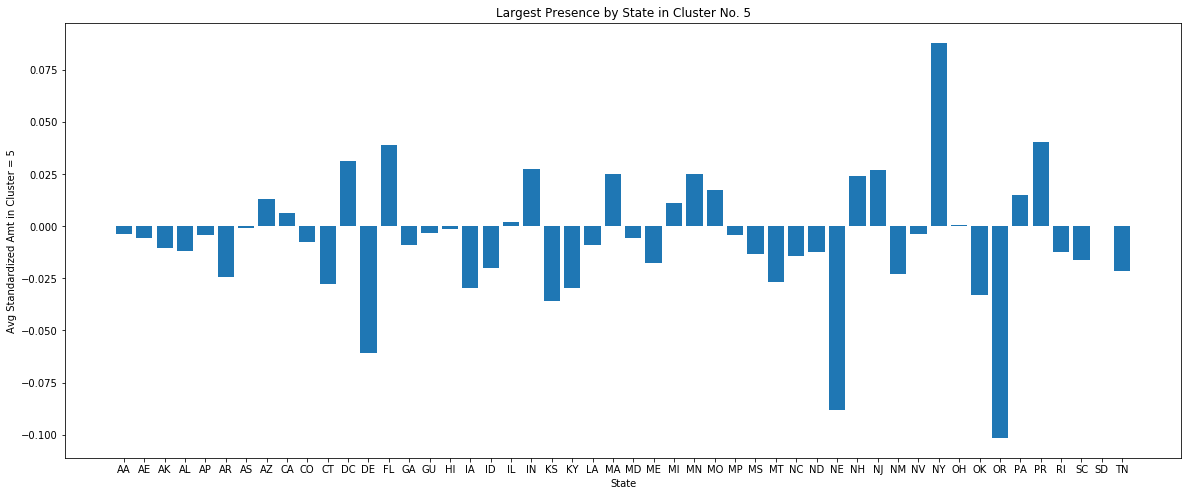 Largest Presence by State in Cluster No. 5
Avg Standardized Amt in Cluster = 5
0.075
0.050
0.025
0.000
−0.025
−0.050
−0.075
−0.100
AA AE AK AL AP AR AS AZ CA CO CT DC DE FL GA GU HI IA ID IL IN KS KY LA MA MD ME MI MN MO MP MS MT NC ND NE NH NJ NM NV NY OH OK OR PA PR RI SC SD TN
State